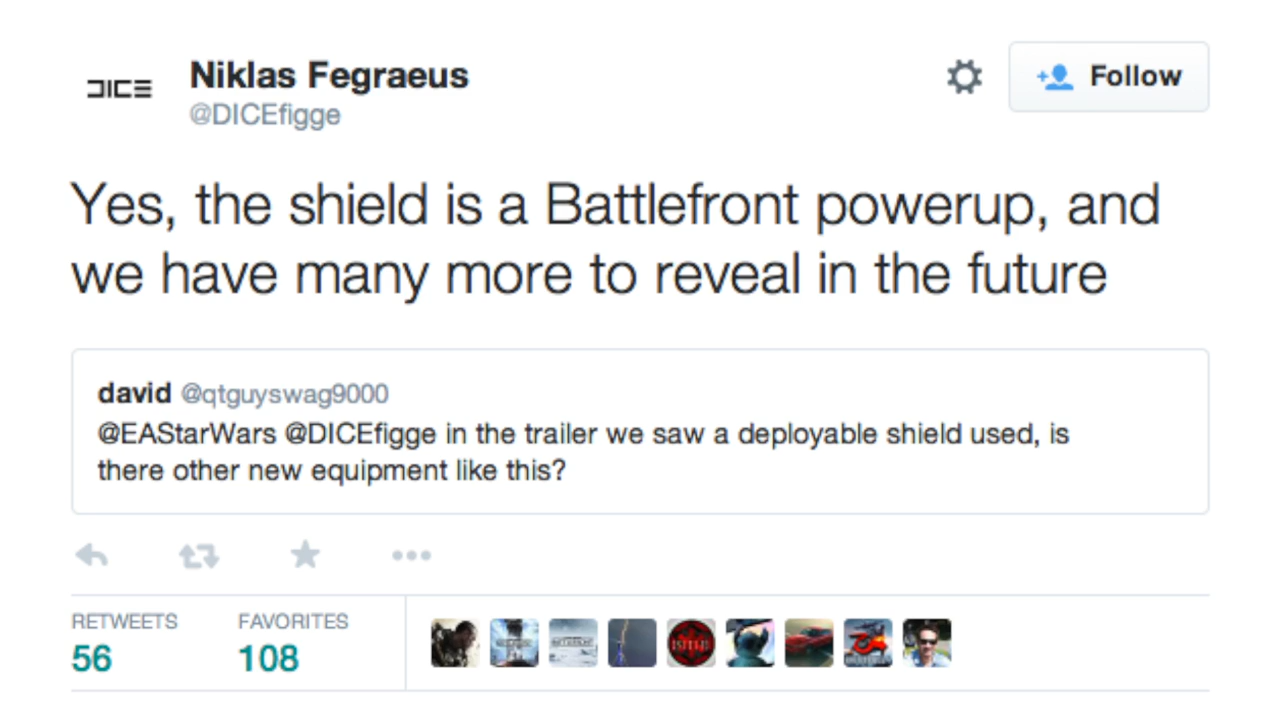 DICE
Niklas Fegraeus
@DICEfigge
Follow
Yes, the shield is a Battlefront powerup, and
we have many more to reveal in the future
david @qtguyswag9000
@EAStarWars @DICEfigge in the trailer we saw a deployable shield used, is
there other new equipment like this?
RETWEETS
56
FAVORITES
108